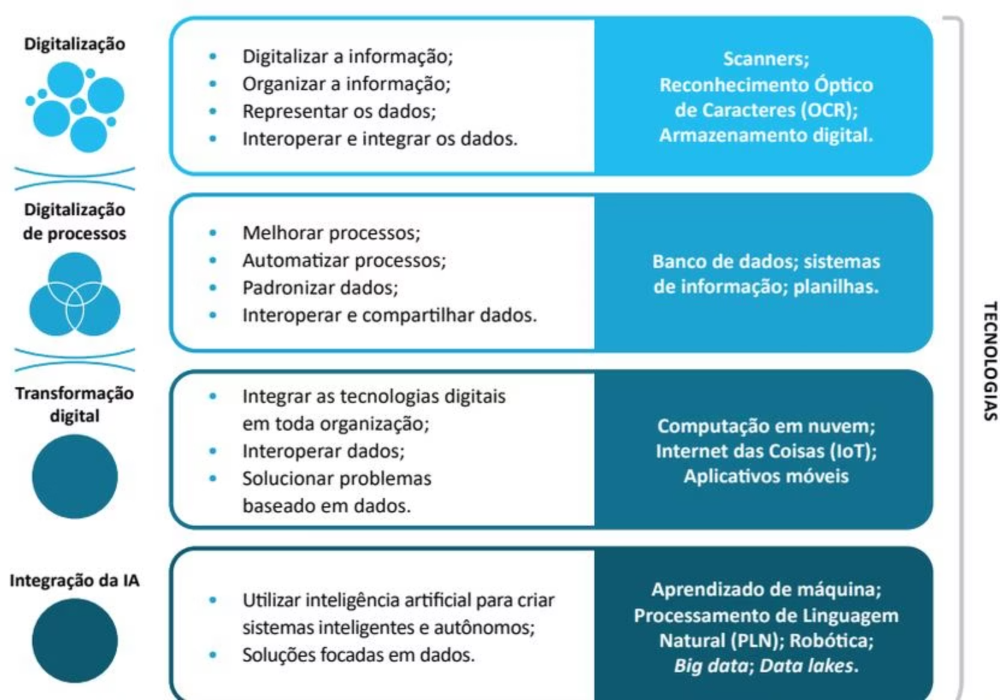 Digitalização
• Digitalizar a informação;
• Organizar a informação;
• Representar os dados;
• Interoperar e integrar os dados.
Scanners;
Reconhecimento Óptico
de Caracteres (OCR);
Armazenamento digital.
Digitalização
de processos
• Melhorar processos;
• Automatizar processos;
• Padronizar dados;
• Interoperar e compartilhar dados.
Banco de dados; sistemas
de informação; planilhas.
Transformação
digital
• Integrar as tecnologias digitais
em toda organização;
• Interoperar dados;
• Solucionar problemas
baseado em dados.
Computação em nuvem;
Internet das Coisas (IoT);
Aplicativos móveis
Integração da IA
• Utilizar inteligência artificial para criar
sistemas inteligentes e autônomos;
• Soluções focadas em dados.
Aprendizado de máquina;
Processamento de Linguagem
Natural (PLN); Robótica;
Big data; Data lakes.
TECNOLOGIAS